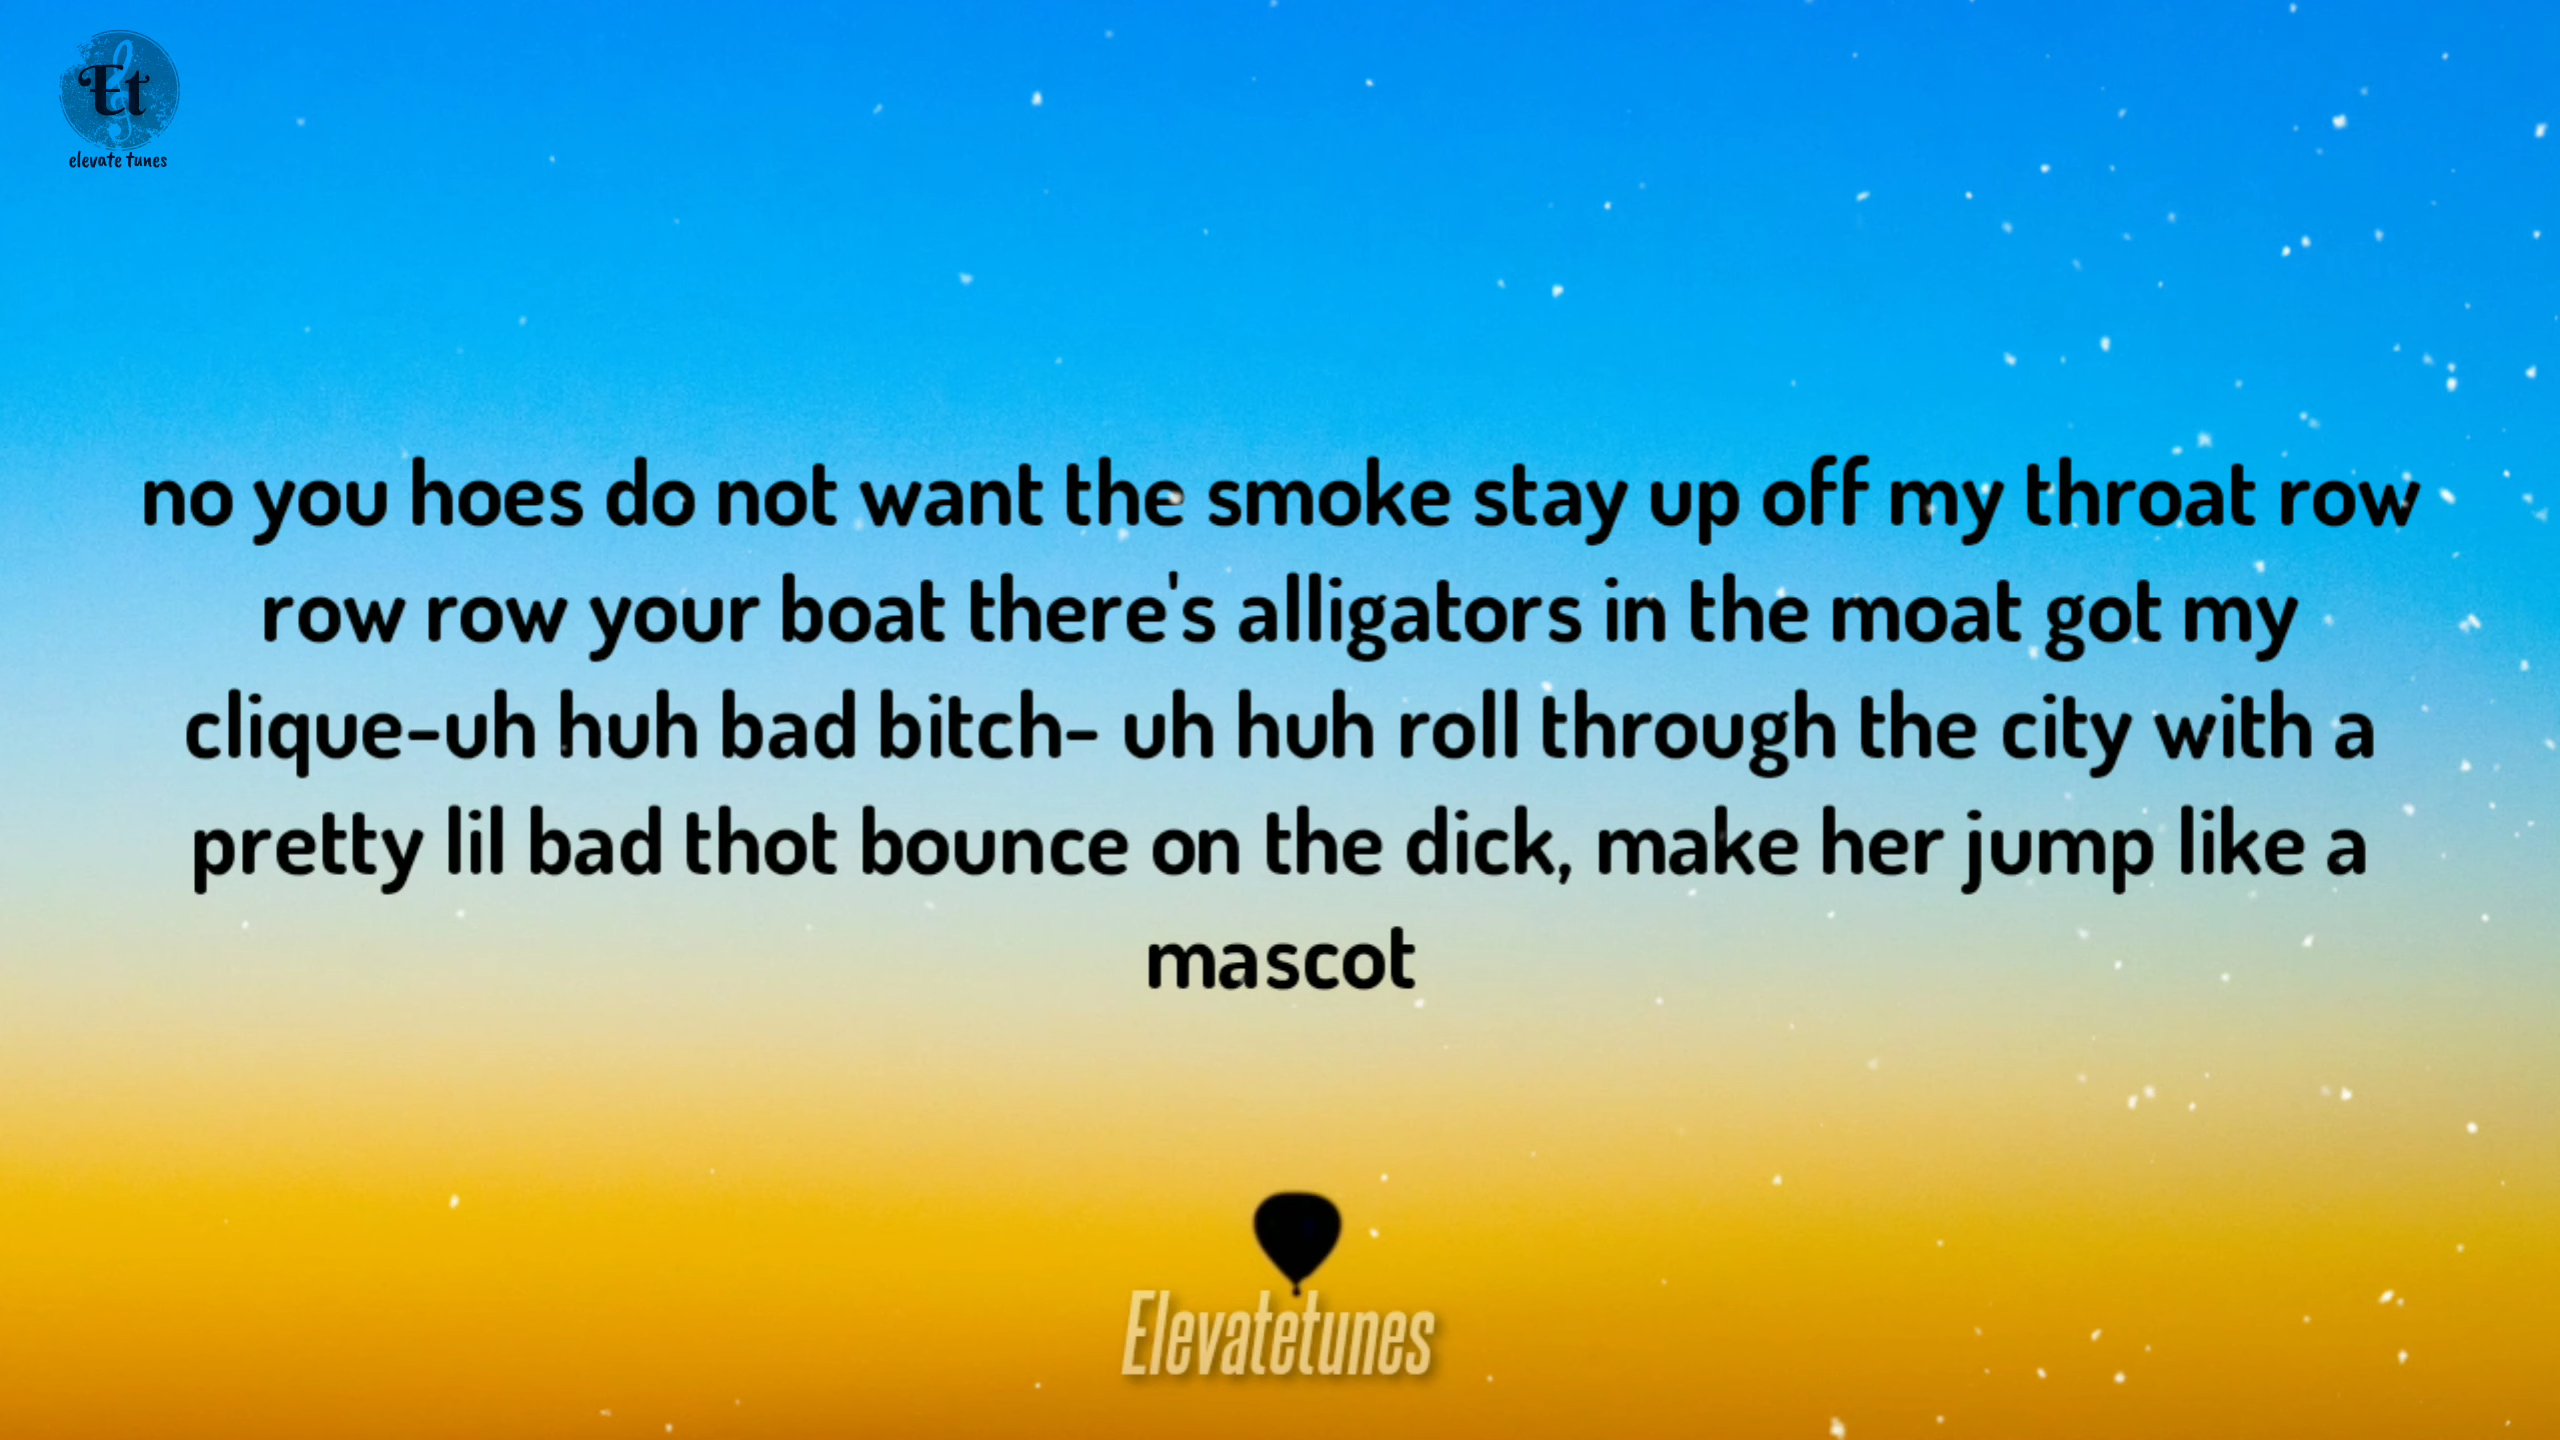 Et
elevate tunes
no you hoes do not want the smoke stay up off my throat row
row row your boat there's alligators in the moat got my
clique-uh huh bad bitch- uh huh roll through the city with a
pretty lil bad thot bounce on the dick, make her jump like a
mascot
Elevatetunes